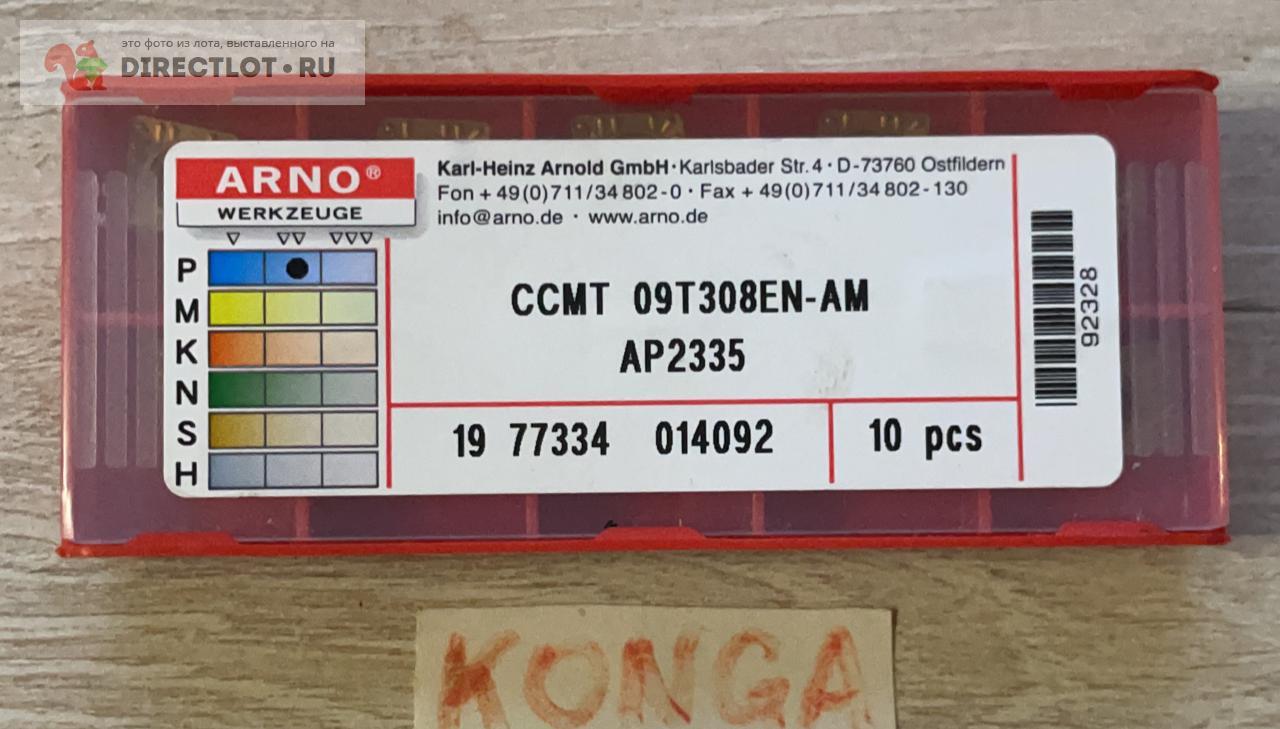 это фото из лота, выставленного на
DIRECTLOT•RU
ARNO®
WERKZEUGE
Karl-Heinz Arnold GmbH · Karlsbader Str. 4 · D-73760 Ostfildern
Fon + 49(0)711/34 802-0 · Fax + 49(0)711/34 802-130
info@arno.de · www.arno.de
▽ ▽▽ ▽▽▽
P
M
K
N
S
H
CCMT 09T308EN-AM
AP2335
19 77334 014092
10 pcs
92328
KONGA